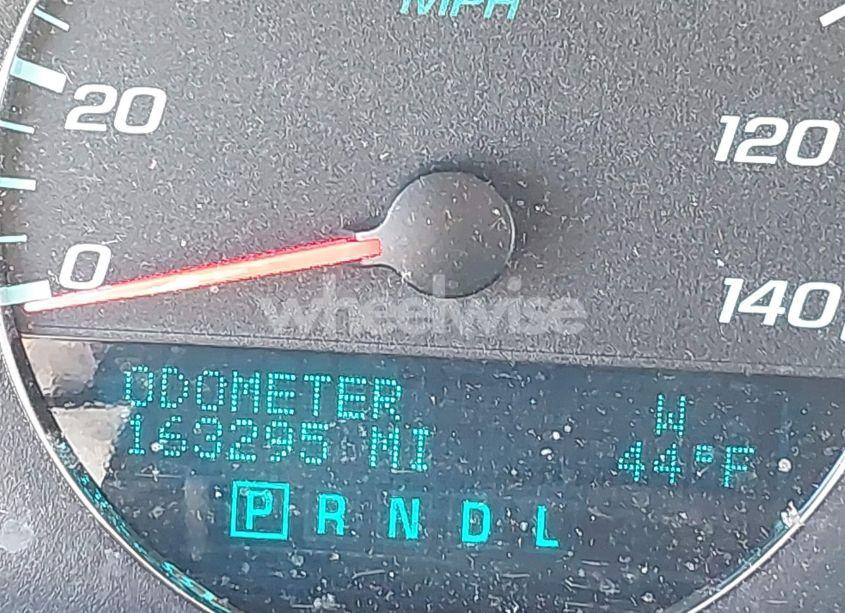 MPH
20
120
0
140
wheelwise
ODOMETER
W
163295 MI
44°F
P R N D L